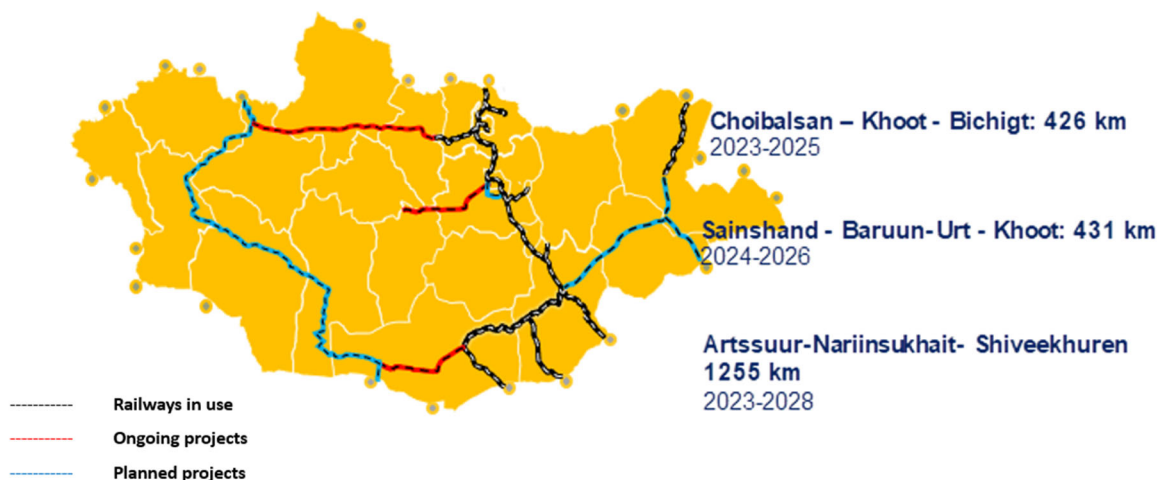 Choibalsan – Khoot - Bichigt: 426 km
2023-2025
Sainshand - Baruun-Urt - Khoot: 431 km
2024-2026
Artssuur-Nariinsukhait- Shiveekhuren
1255 km
2023-2028
Railways in use
Ongoing projects
Planned projects